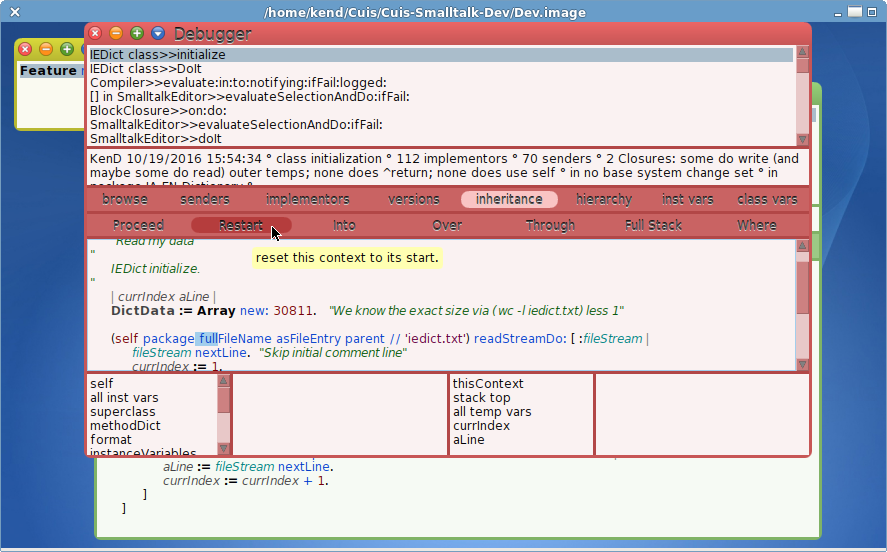 /home/kend/Cuis/Cuis-Smalltalk-Dev/Dev.image
Debugger
Feature
IEDict class>>initialize
IEDict class>>DoIt
Compiler>>evaluate:in:to:notifying:ifFail:logged:
[] in SmalltalkEditor>>evaluateSelectionAndDo:ifFail:
BlockClosure>>on:do:
SmalltalkEditor>>evaluateSelectionAndDo:ifFail:
SmalltalkEditor>>doIt
KenD 10/19/2016 15:54:34 ° class initialization ° 112 implementors ° 70 senders ° 2 Closures: some do write (and
maybe some do read) outer temps; none does ^return; none does use self ° in no base system change set ° in
browse senders implementors versions inheritance hierarchy inst vars class vars
Proceed Restart Into Over Through Full Stack Where
reset this context to its start.
Read my data
"
IEDict initialize.
"
| currIndex aLine |
DictData := Array new: 30811. "We know the exact size via (wc -l iedict.txt) less 1"
(self package fullFileName asFileEntry parent // 'iedict.txt') readStreamDo: [ :fileStream |
fileStream nextLine. "Skip initial comment line"
currIndex := 1.
self
all inst vars
superclass
methodDict
format
instanceVariables
thisContext
stack top
all temp vars
currIndex
aLine
aLine := fileStream nextLine.
currIndex := currIndex + 1.
]
]